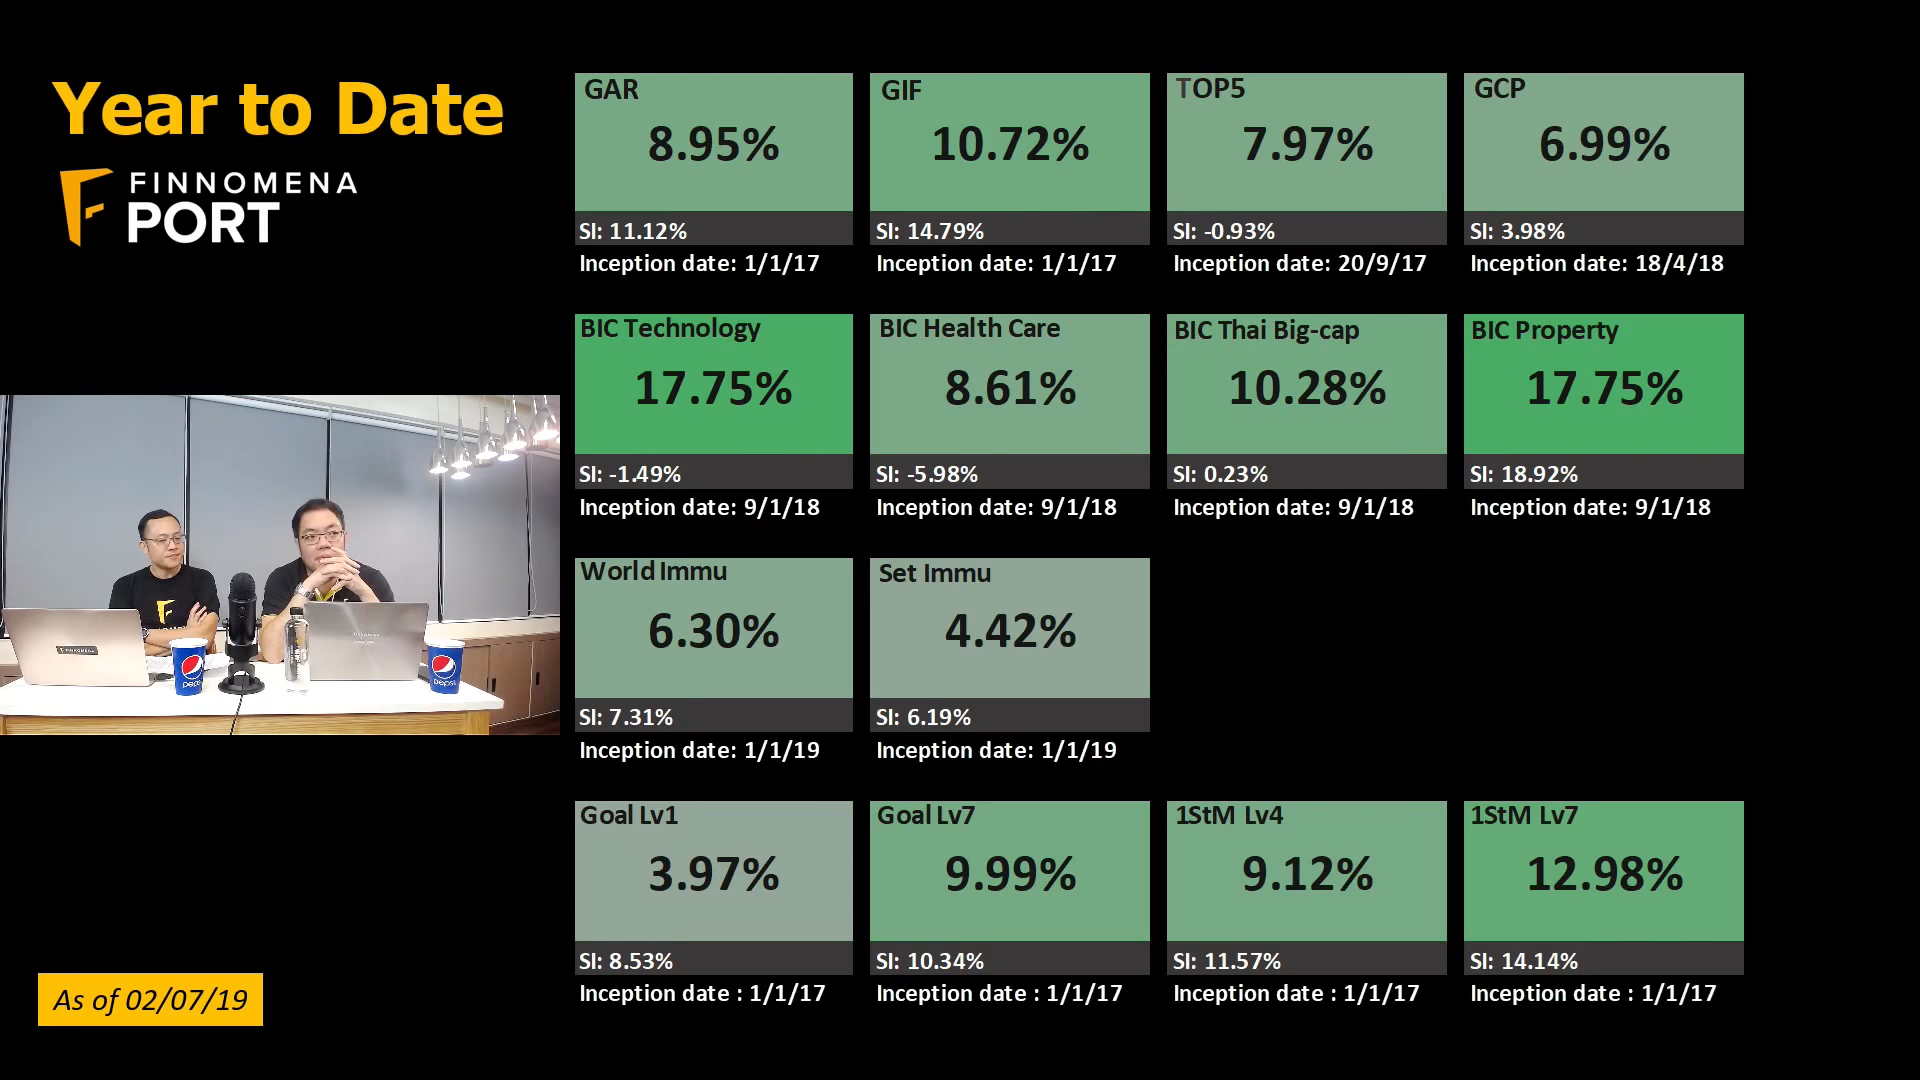 Year to Date
FINNOMENA
PORT
GAR
8.95%
SI: 11.12%
Inception date: 1/1/17
GIF
10.72%
SI: 14.79%
Inception date: 1/1/17
TOP5
7.97%
SI: -0.93%
Inception date: 20/9/17
GCP
6.99%
SI: 3.98%
Inception date: 18/4/18
BIC Technology
17.75%
SI: -1.49%
Inception date: 9/1/18
BIC Health Care
8.61%
SI: -5.98%
Inception date: 9/1/18
BIC Thai Big-cap
10.28%
SI: 0.23%
Inception date: 9/1/18
BIC Property
17.75%
SI: 18.92%
Inception date: 9/1/18
World Immu
6.30%
SI: 7.31%
Inception date: 1/1/19
Set Immu
4.42%
SI: 6.19%
Inception date: 1/1/19
Goal Lv1
3.97%
SI: 8.53%
Inception date : 1/1/17
Goal Lv7
9.99%
SI: 10.34%
Inception date : 1/1/17
1StM Lv4
9.12%
SI: 11.57%
Inception date : 1/1/17
1StM Lv7
12.98%
SI: 14.14%
Inception date : 1/1/17
pepsi
pepsi
As of 02/07/19